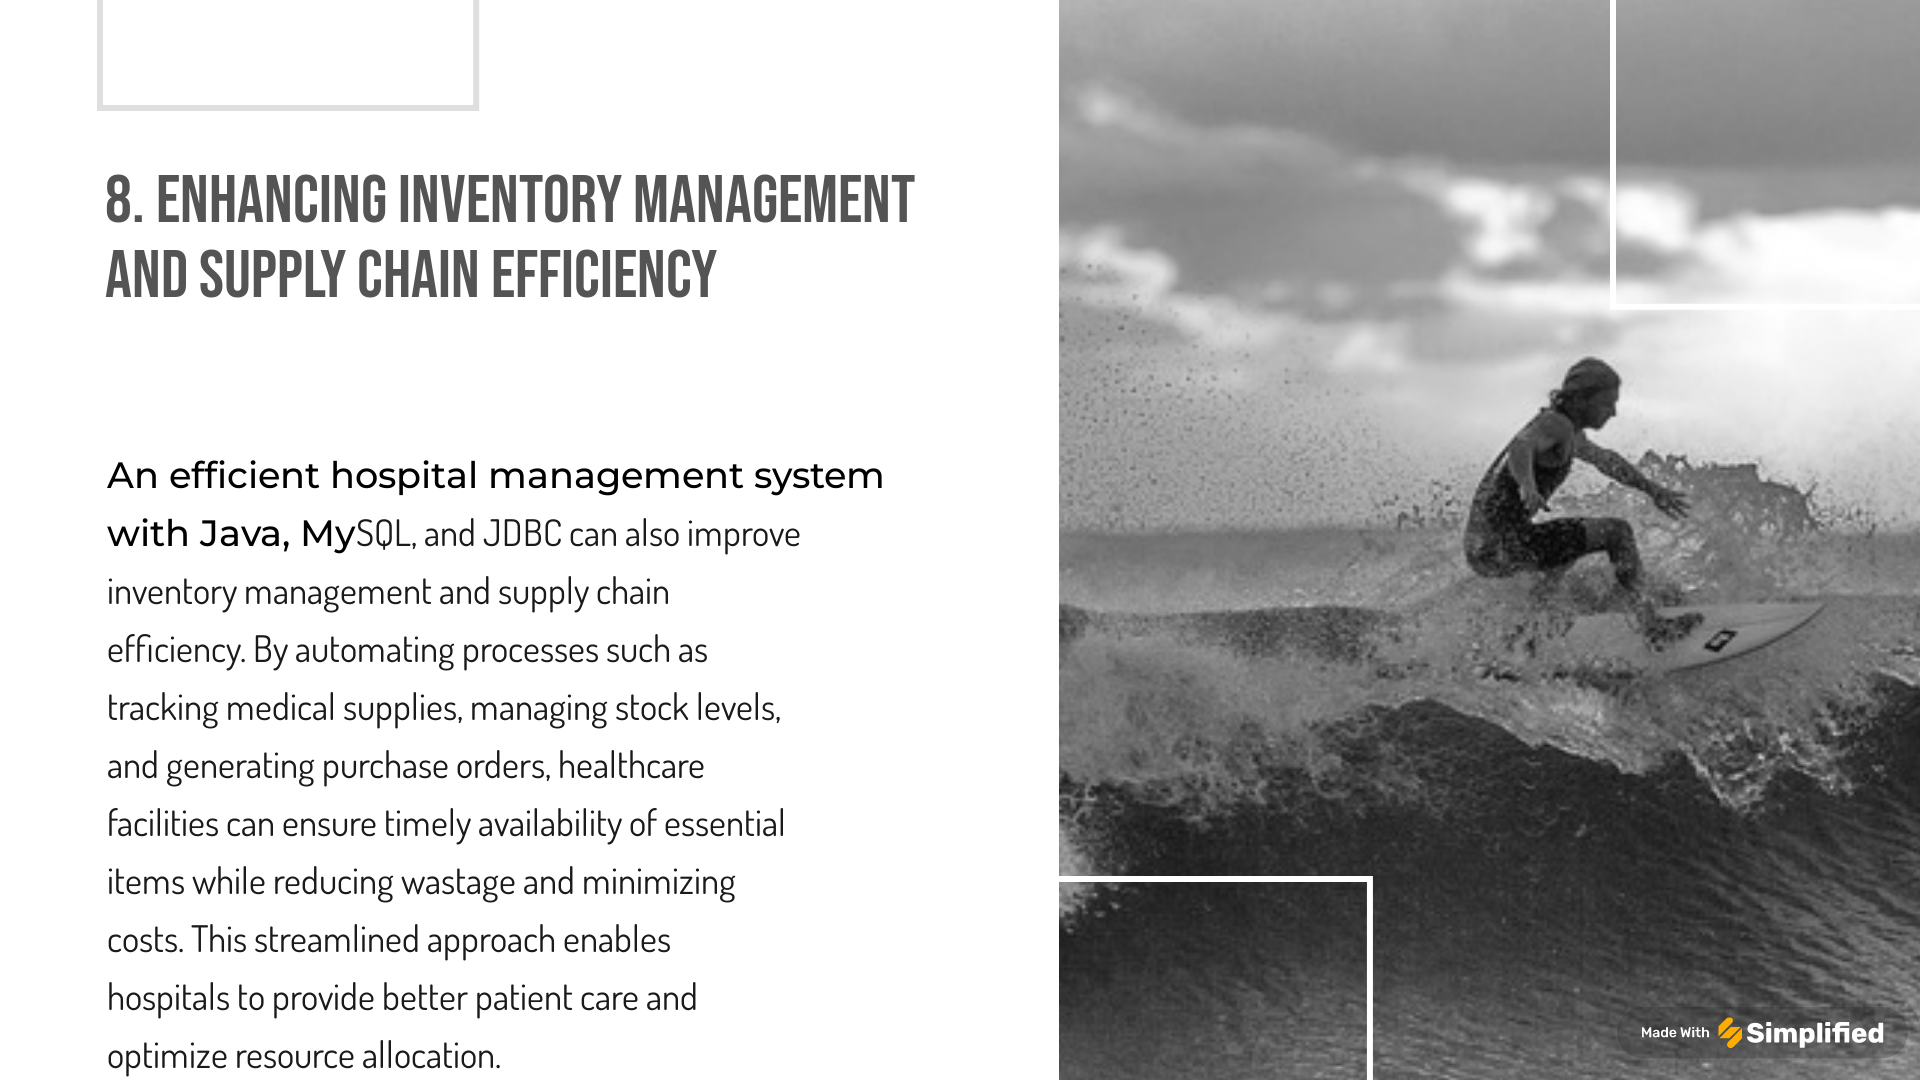 8. ENHANCING INVENTORY MANAGEMENT
AND SUPPLY CHAIN EFFICIENCY
An efficient hospital management system
with Java, MySQL, and JDBC can also improve
inventory management and supply chain
efficiency. By automating processes such as
tracking medical supplies, managing stock levels,
and generating purchase orders, healthcare
facilities can ensure timely availability of essential
items while reducing wastage and minimizing
costs. This streamlined approach enables
hospitals to provide better patient care and
optimize resource allocation.
Made With Simplified